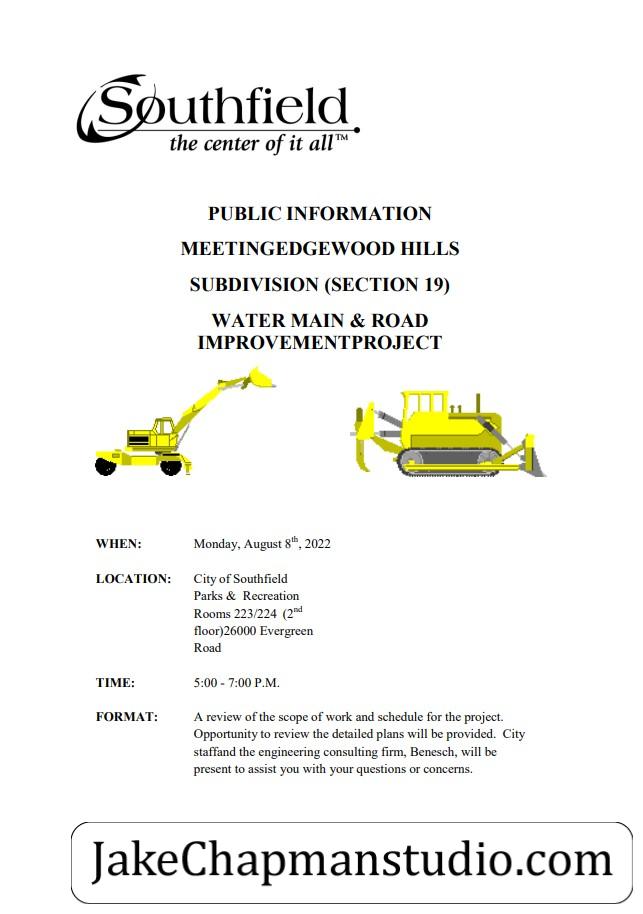 Southfield
the center of it all™
PUBLIC INFORMATION
MEETINGEDGEWOOD HILLS
SUBDIVISION (SECTION 19)
WATER MAIN & ROAD
IMPROVEMENTPROJECT
WHEN: Monday, August 8th, 2022
LOCATION: City of Southfield
Parks & Recreation
Rooms 223/224 (2nd
floor)26000 Evergreen
Road
TIME: 5:00 - 7:00 P.M.
FORMAT: A review of the scope of work and schedule for the project.
Opportunity to review the detailed plans will be provided. City
staffand the engineering consulting firm, Benesch, will be
present to assist you with your questions or concerns.
JakeChapmanstudio.com